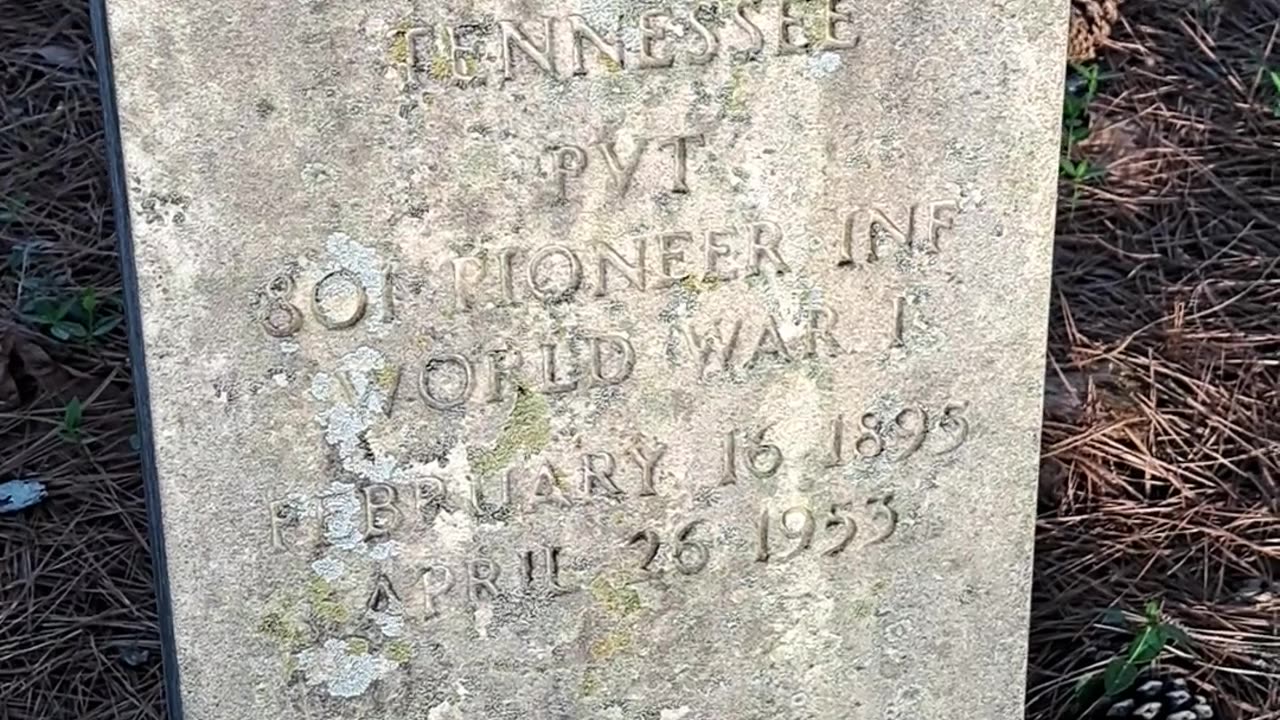 TENNESSEE
PVT
801 PIONEER INF
WORLD WAR I
FEBRUARY 16 1895
APRIL 26 1953